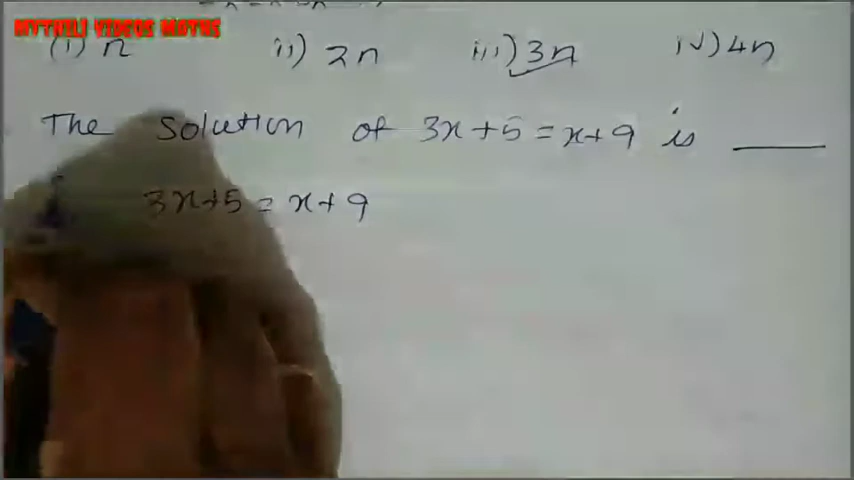 MYTHILI VIDEOS MATHS
(i) n ii) 2n iii) 3n iv) 4n
The solution of 3x+5=x+9 is ____
3x+5=x+9